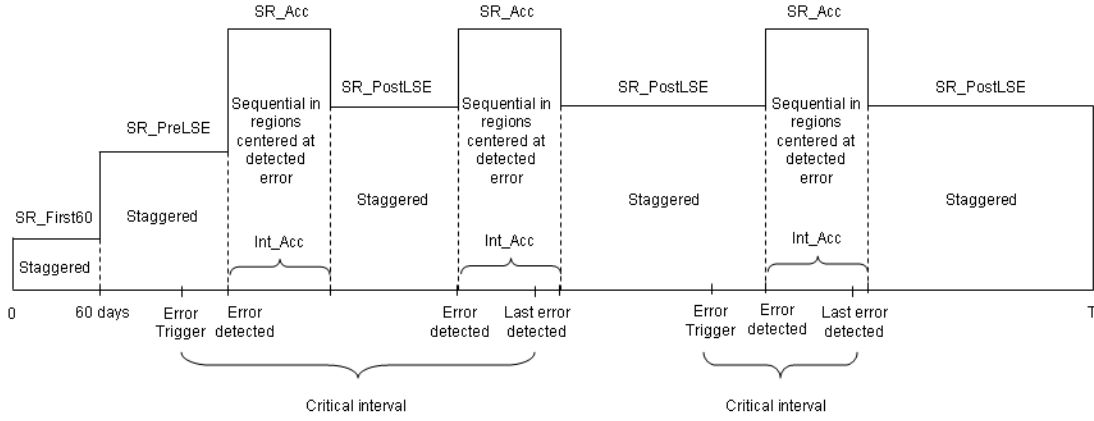 SR_Acc
SR_Acc
SR_Acc
SR_PostLSE
SR_PostLSE
SR_PostLSE
SR_PreLSE
Sequential in
regions
centered at
detected
error
Sequential in
regions
centered at
detected
error
Sequential in
regions
centered at
detected
error
SR_First60
Staggered
Staggered
Staggered
Staggered
Staggered
Int_Acc
Int_Acc
Int_Acc
0
60 days
Error
Trigger
Error
detected
Error
detected
Last error
detected
Error
Trigger
Error
detected
Last error
detected
T
Critical interval
Critical interval